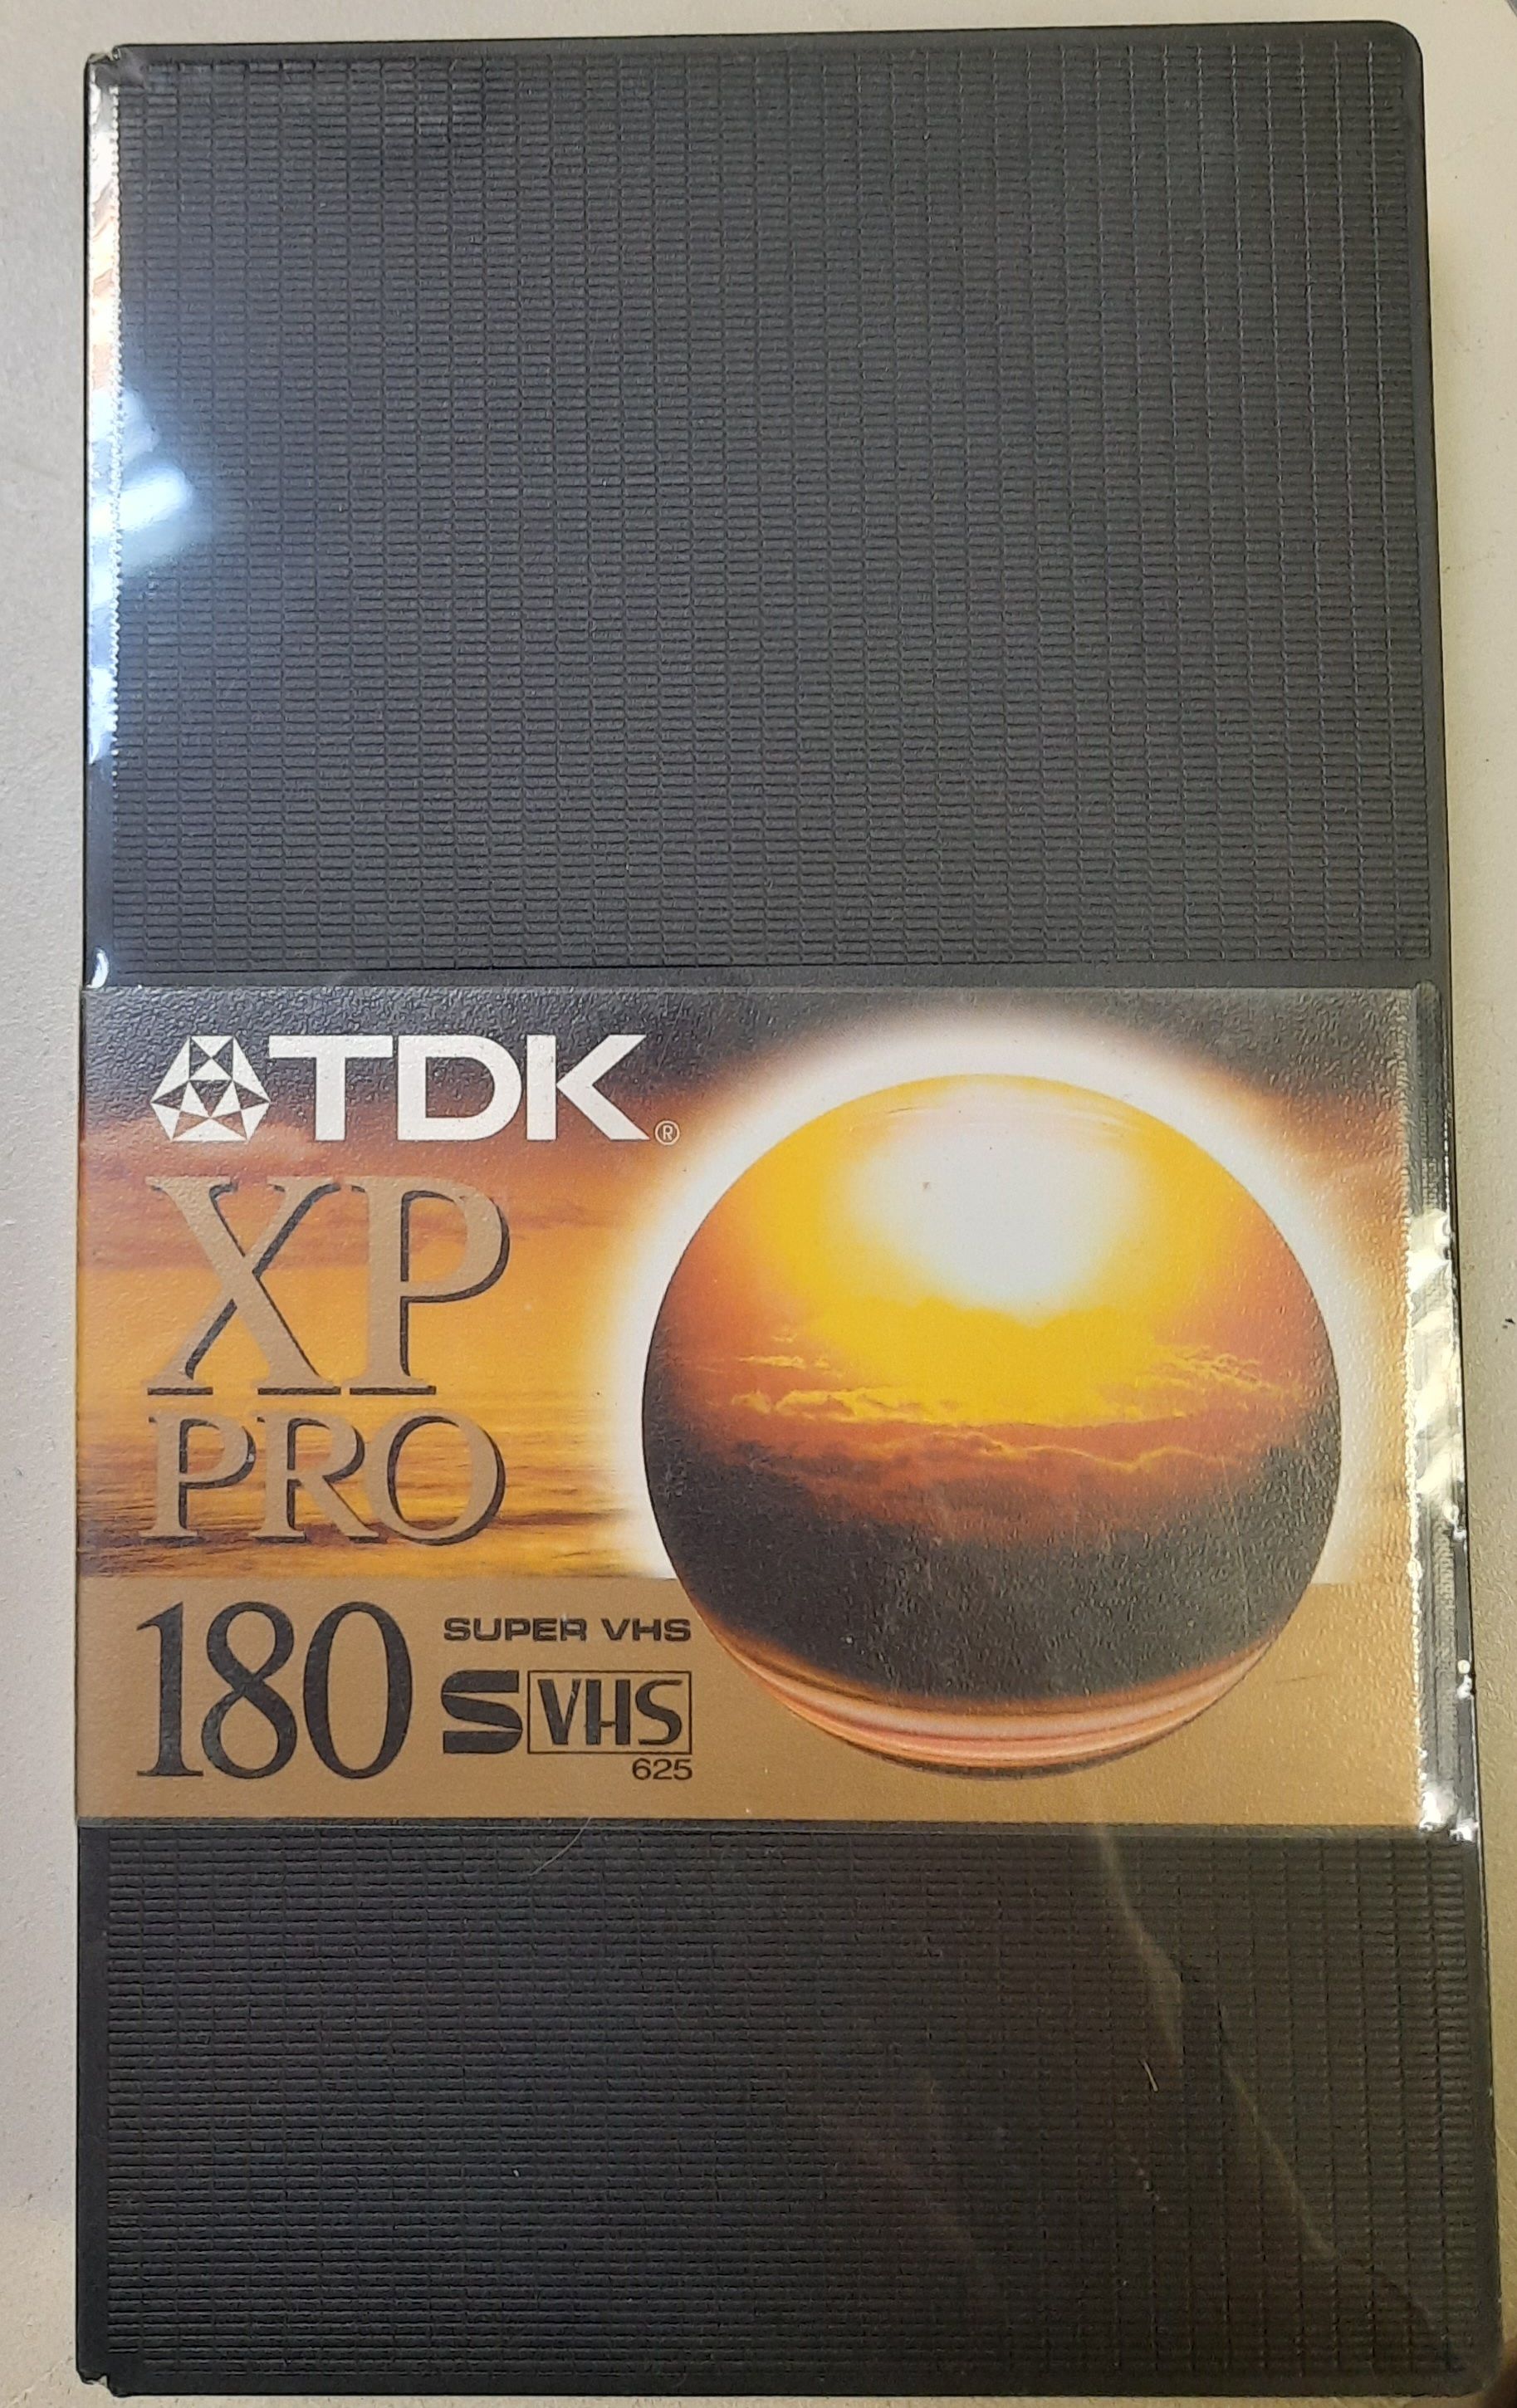 TDK®
XP
PRO
180
SUPER VHS
S VHS
625